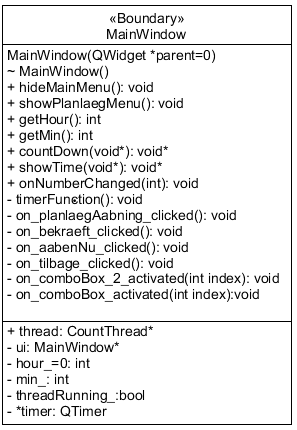 «Boundary»
MainWindow
MainWindow(QWidget *parent=0)
~ MainWindow()
+ hideMainMenu(): void
+ showPlanlaegMenu(): void
+ getHour(): int
+ getMin(): int
+ countDown(void*): void*
+ showTime(void*): void*
+ onNumberChanged(int): void
- timerFunction(): void
- on_planlaegAabning_clicked(): void
- on_bekraeft_clicked(): void
- on_aabenNu_clicked(): void
- on_tilbage_clicked(): void
- on_comboBox_2_activated(int index): void
- on_comboBox_activated(int index):void
+ thread: CountThread*
- ui: MainWindow*
- hour_=0: int
- min_: int
- threadRunning_:bool
- *timer: QTimer